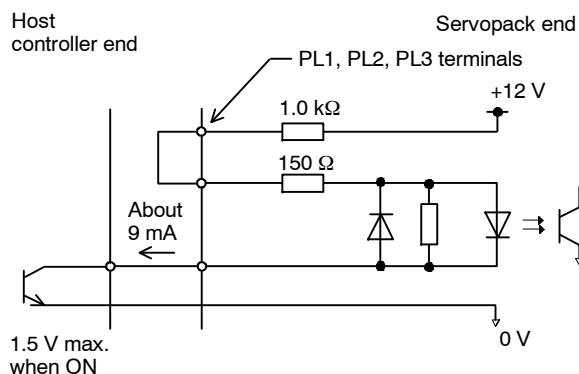 Host
controller end
Servopack end
PL1, PL2, PL3 terminals
+12 V
1.0 kΩ
150 Ω
About
9 mA
0 V
1.5 V max.
when ON